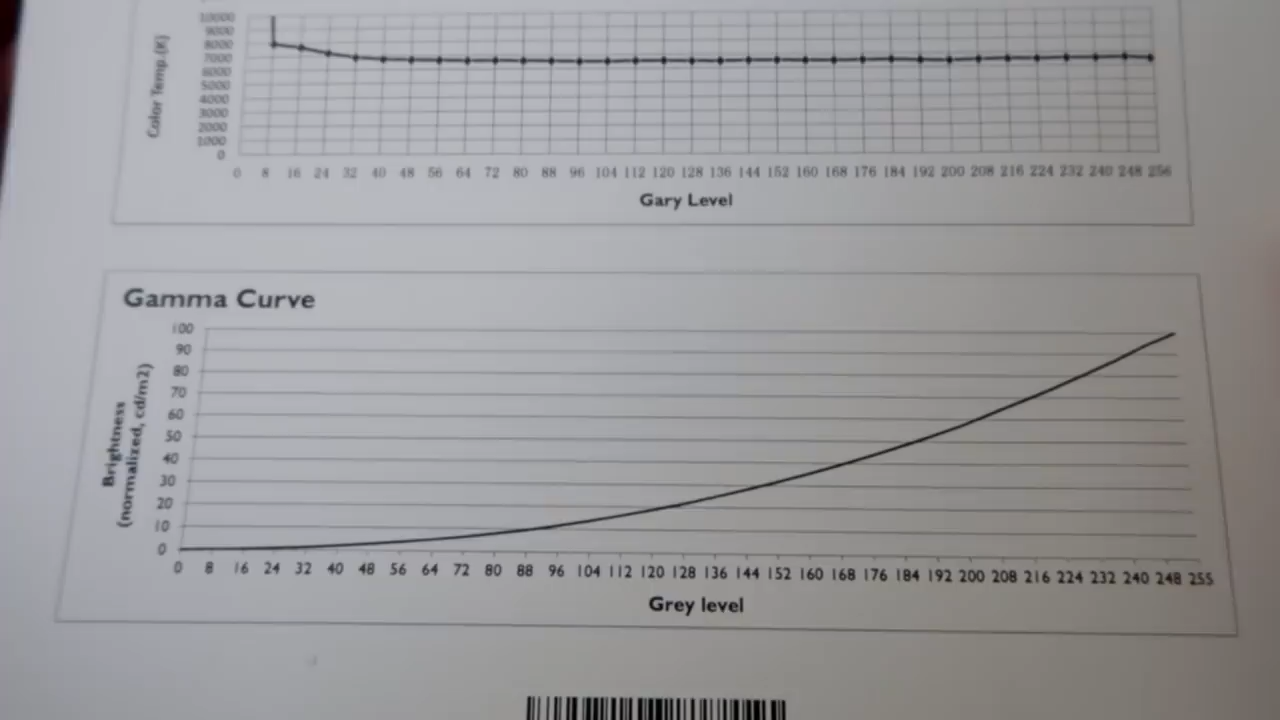 10000
9000
8000
7000
6000
5000
4000
3000
2000
1000
0
Color Temp.(K)
0 8 16 24 32 40 48 56 64 72 80 88 96 104 112 120 128 136 144 152 160 168 176 184 192 200 208 216 224 232 240 248 256
Gary Level
Gamma Curve
100
90
80
70
60
50
40
30
20
10
0
Brightness
(normalized, cd/m2)
0 8 16 24 32 40 48 56 64 72 80 88 96 104 112 120 128 136 144 152 160 168 176 184 192 200 208 216 224 232 240 248 255
Grey level